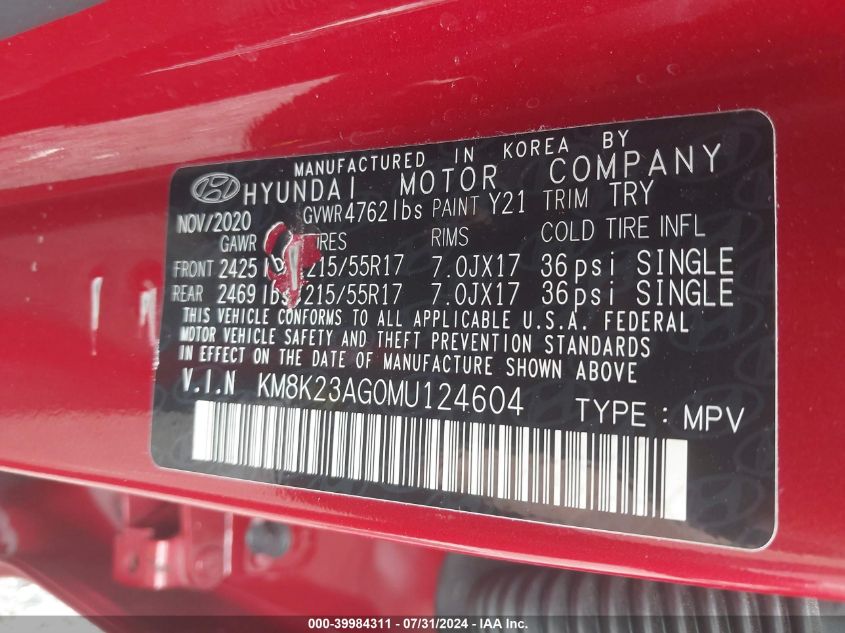 MANUFACTURED IN KOREA BY
HYUNDAI MOTOR COMPANY
NOV/2020 GVWR 4762lbs PAINT Y21 TRIM TRY
GAWR RIMS COLD TIRE INFL
FRONT 2425 215/55R17 7.0JX17 36psi SINGLE
REAR 2469 lbs 215/55R17 7.0JX17 36psi SINGLE
THIS VEHICLE CONFORMS TO ALL APPLICABLE U.S.A. FEDERAL
MOTOR VEHICLE SAFETY AND THEFT PREVENTION STANDARDS
IN EFFECT ON THE DATE OF MANUFACTURE SHOWN ABOVE
V.I.N KM8K23AG0MU124604 TYPE : MPV
000-39984311 - 07/31/2024 - IAA Inc.